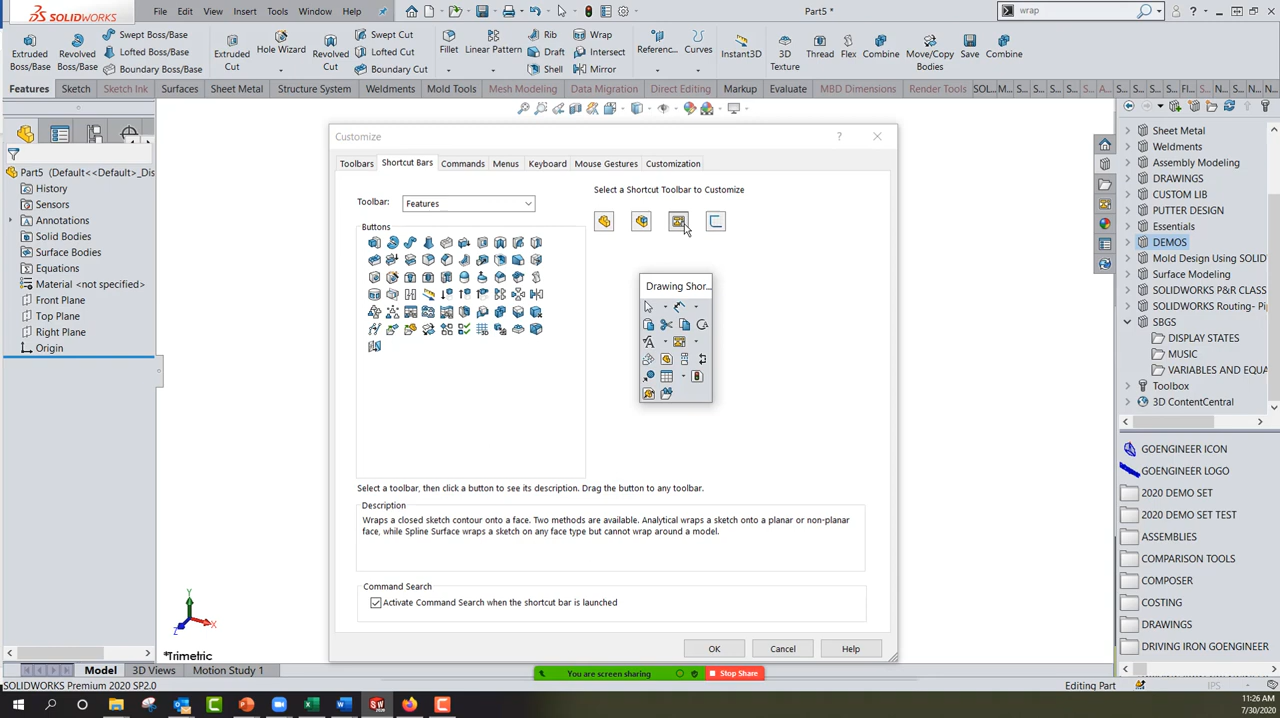 SOLIDWORKS
File
Edit
View
Insert
Tools
Window
Help
Part5 *
wrap
Extruded Boss/Base
Revolved Boss/Base
Swept Boss/Base
Lofted Boss/Base
Boundary Boss/Base
Extruded Cut
Hole Wizard
Revolved Cut
Swept Cut
Lofted Cut
Boundary Cut
Fillet
Linear Pattern
Rib
Draft
Shell
Wrap
Intersect
Mirror
Referenc...
Curves
Instant3D
3D Texture
Thread
Flex
Combine
Move/Copy Bodies
Save
Combine
Features
Sketch
Sketch Ink
Surfaces
Sheet Metal
Structure System
Weldments
Mold Tools
Mesh Modeling
Data Migration
Direct Editing
Markup
Evaluate
MBD Dimensions
Render Tools
SOL...
M...
S...
S...
S...
Fl...
N...
S...
S...
S...
Part5 (Default<<Default>_Dis
History
Sensors
Annotations
Solid Bodies
Surface Bodies
Equations
Material <not specified>
Front Plane
Top Plane
Right Plane
Origin
Customize
Toolbars
Shortcut Bars
Commands
Menus
Keyboard
Mouse Gestures
Customization
Toolbar:
Features
Buttons
Select a Shortcut Toolbar to Customize
Drawing Shor...
Select a toolbar, then click a button to see its description. Drag the button to any toolbar.
Description
Wraps a closed sketch contour onto a face. Two methods are available. Analytical wraps a sketch onto a planar or non-planar
face, while Spline Surface wraps a sketch on any face type but cannot wrap around a model.
Command Search
Activate Command Search when the shortcut bar is launched
OK
Cancel
Help
Sheet Metal
Weldments
Assembly Modeling
DRAWINGS
CUSTOM LIB
PUTTER DESIGN
Essentials
DEMOS
Mold Design Using SOLID
Surface Modeling
SOLIDWORKS P&R CLASS
SOLIDWORKS Routing- Pi
SBGS
DISPLAY STATES
MUSIC
VARIABLES AND EQUA
Toolbox
3D ContentCentral
GOENGINEER ICON
GOENGINEER LOGO
2020 DEMO SET
2020 DEMO SET TEST
ASSEMBLIES
COMPARISON TOOLS
COMPOSER
COSTING
DRAWINGS
DRIVING IRON GOENGINEER
Y
X
Z
*Trimetric
Model
3D Views
Motion Study 1
You are screen sharing
Stop Share
SOLIDWORKS Premium 2020 SP2.0
Editing Part
IPS
11:26 AM
7/30/2020